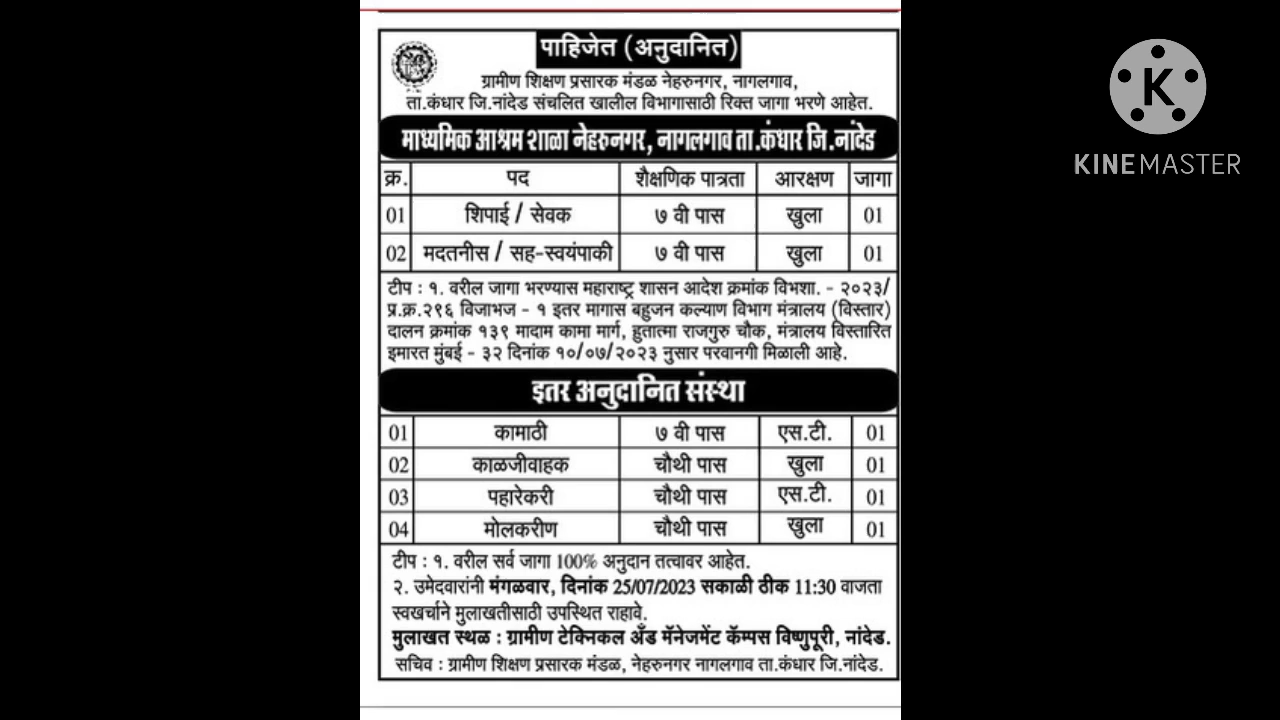 पाहिजेत (अनुदानित)
ग्रामीण शिक्षण प्रसारक मंडळ नेहरुनगर, नागलगाव,
ता.कंधार जि.नांदेड संचलित खालील विभागासाठी रिक्त जागा भरणे आहेत.
माध्यमिक आश्रम शाळा नेहरुनगर, नागलगाव ता.कंधार जि.नांदेड
क्र. पद शैक्षणिक पात्रता आरक्षण जागा
01 शिपाई / सेवक ७ वी पास खुला 01
02 मदतनीस / सह-स्वयंपाकी ७ वी पास खुला 01
टीप : १. वरील जागा भरण्यास महाराष्ट्र शासन आदेश क्रमांक विभशा. - २०२३/
प्र.क्र.२९६ विजाभज - १ इतर मागास बहुजन कल्याण विभाग मंत्रालय (विस्तार)
दालन क्रमांक १३९ मादाम कामा मार्ग, हुतात्मा राजगुरु चौक, मंत्रालय विस्तारित
इमारत मुंबई - ३२ दिनांक १०/०७/२०२३ नुसार परवानगी मिळाली आहे.
इतर अनुदानित संस्था
01 कामाठी ७ वी पास एस.टी. 01
02 काळजीवाहक चौथी पास खुला 01
03 पहारेकरी चौथी पास एस.टी. 01
04 मोलकरीण चौथी पास खुला 01
टीप : १. वरील सर्व जागा 100% अनुदान तत्वावर आहेत.
२. उमेदवारांनी मंगळवार, दिनांक 25/07/2023 सकाळी ठीक 11:30 वाजता
स्वखर्चाने मुलाखतीसाठी उपस्थित राहावे.
मुलाखत स्थळ : ग्रामीण टेक्निकल अँड मॅनेजमेंट कॅम्पस विष्णुपूरी, नांदेड.
सचिव : ग्रामीण शिक्षण प्रसारक मंडळ, नेहरुनगर नागलगाव ता.कंधार जि.नांदेड.
K
KINEMASTER